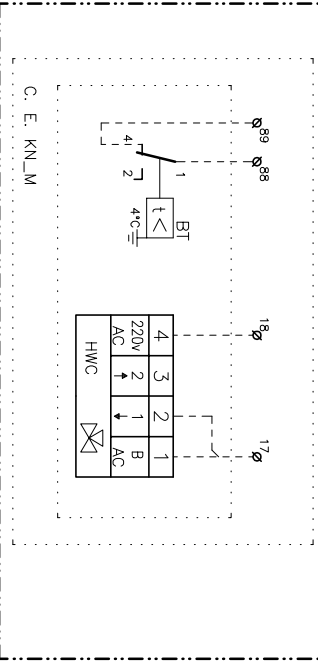 89 88 18 17
1
4 2
BT
t <
4°C
4 3 2 1
220v 2 1 B
AC ↑ ↓ AC
HWC
C. E. KN_M